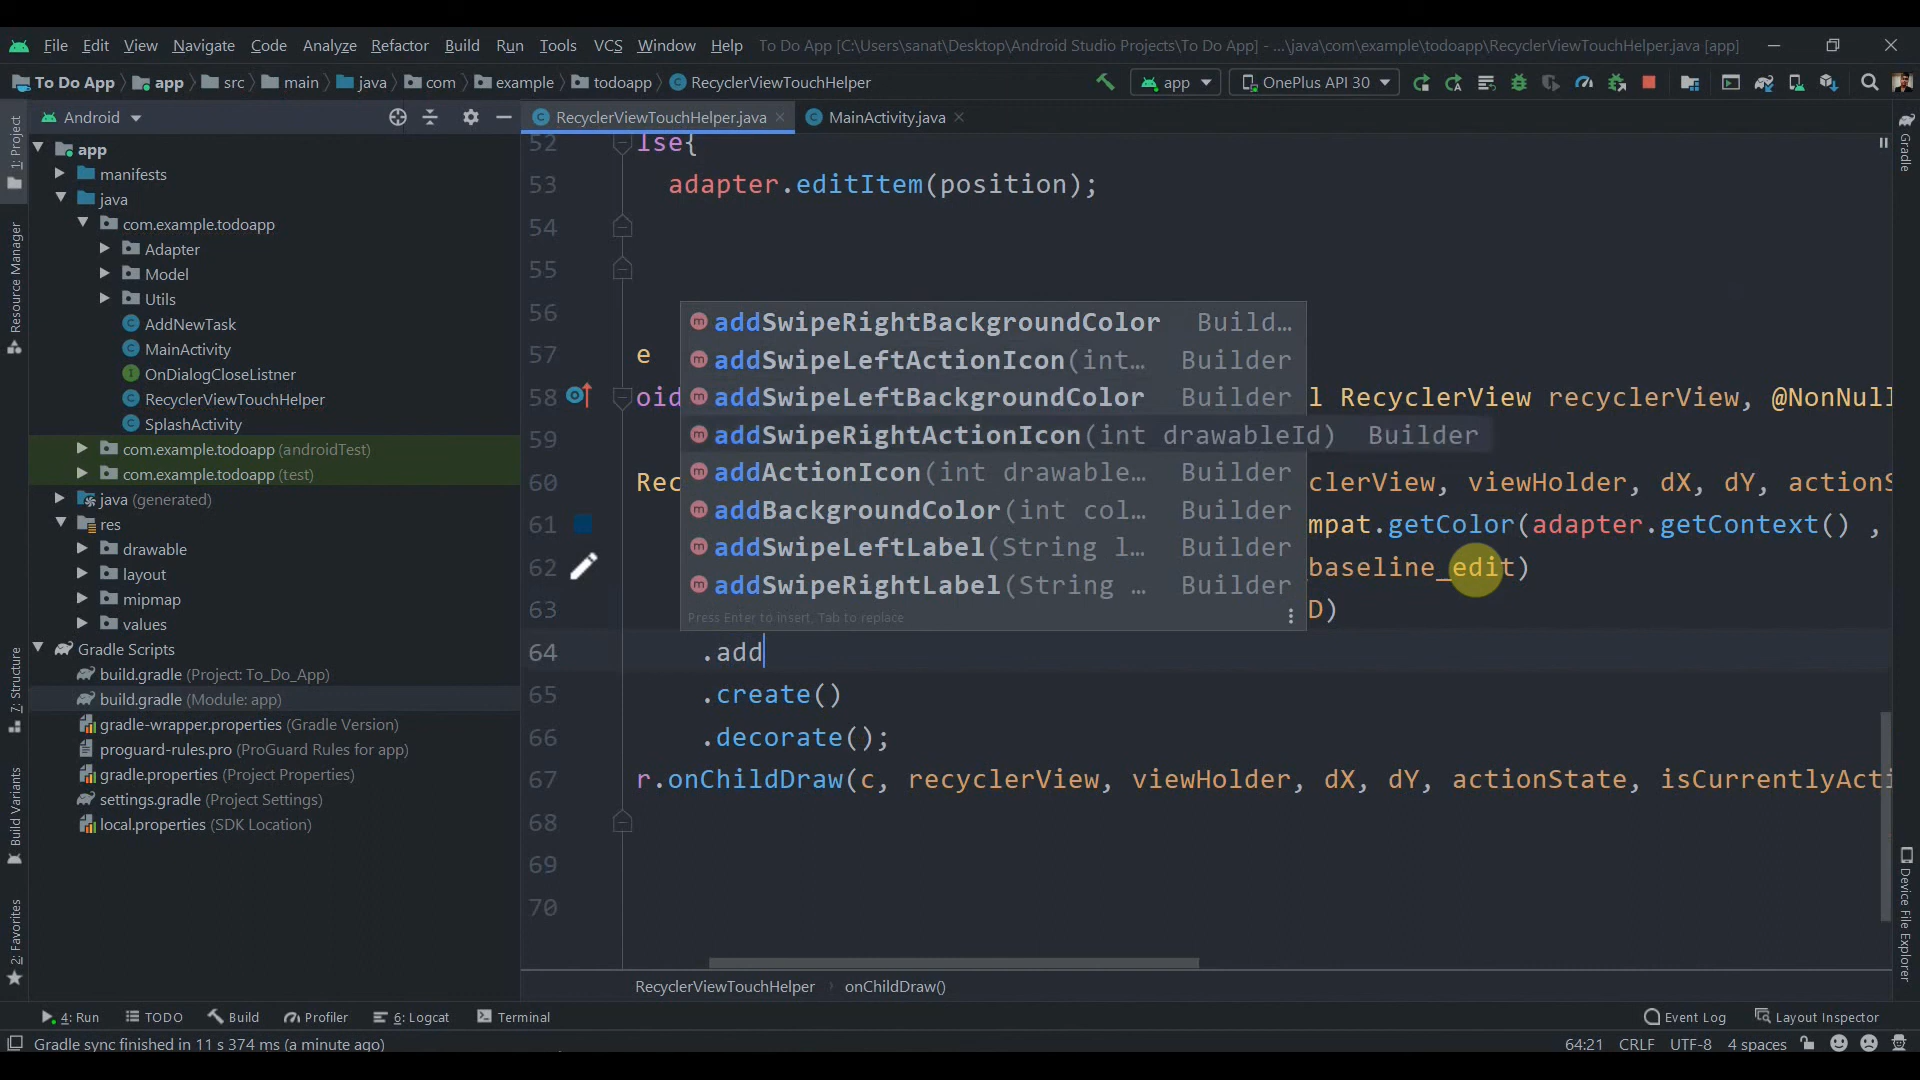 File Edit View Navigate Code Analyze Refactor Build Run Tools VCS Window Help To Do App [C:\Users\sanat\Desktop\Android Studio Projects\To Do App] - ...\java\com\example\todoapp\RecyclerViewTouchHelper.java [app]
To Do App app src main java com example todoapp RecyclerViewTouchHelper app OnePlus API 30
Android
RecyclerViewTouchHelper.java MainActivity.java
1: Project
Resource Manager
7: Structure
Build Variants
2: Favorites
app
manifests
java
com.example.todoapp
Adapter
Model
Utils
AddNewTask
MainActivity
OnDialogCloseListner
RecyclerViewTouchHelper
SplashActivity
com.example.todoapp (androidTest)
com.example.todoapp (test)
java (generated)
res
drawable
layout
mipmap
values
Gradle Scripts
build.gradle (Project: To_Do_App)
build.gradle (Module: app)
gradle-wrapper.properties (Gradle Version)
proguard-rules.pro (ProGuard Rules for app)
gradle.properties (Project Properties)
settings.gradle (Project Settings)
local.properties (SDK Location)
52 lse{
53 adapter.editItem(position);
54
55
56
57 e
58 oid l RecyclerView recyclerView, @NonNull
59
60 Rec clerView, viewHolder, dX, dY, actionS
61 mpat.getColor(adapter.getContext() ,
62 baseline_edit)
63 D)
64 .add
65 .create()
66 .decorate();
67 r.onChildDraw(c, recyclerView, viewHolder, dX, dY, actionState, isCurrentlyActi
68
69
70
addSwipeRightBackgroundColor Build…
addSwipeLeftActionIcon(int… Builder
addSwipeLeftBackgroundColor Builder
addSwipeRightActionIcon(int drawableId) Builder
addActionIcon(int drawable… Builder
addBackgroundColor(int col… Builder
addSwipeLeftLabel(String l… Builder
addSwipeRightLabel(String … Builder
Press Enter to insert, Tab to replace
Gradle
Device File Explorer
RecyclerViewTouchHelper onChildDraw()
4: Run TODO Build Profiler 6: Logcat Terminal Event Log Layout Inspector
Gradle sync finished in 11 s 374 ms (a minute ago) 64:21 CRLF UTF-8 4 spaces